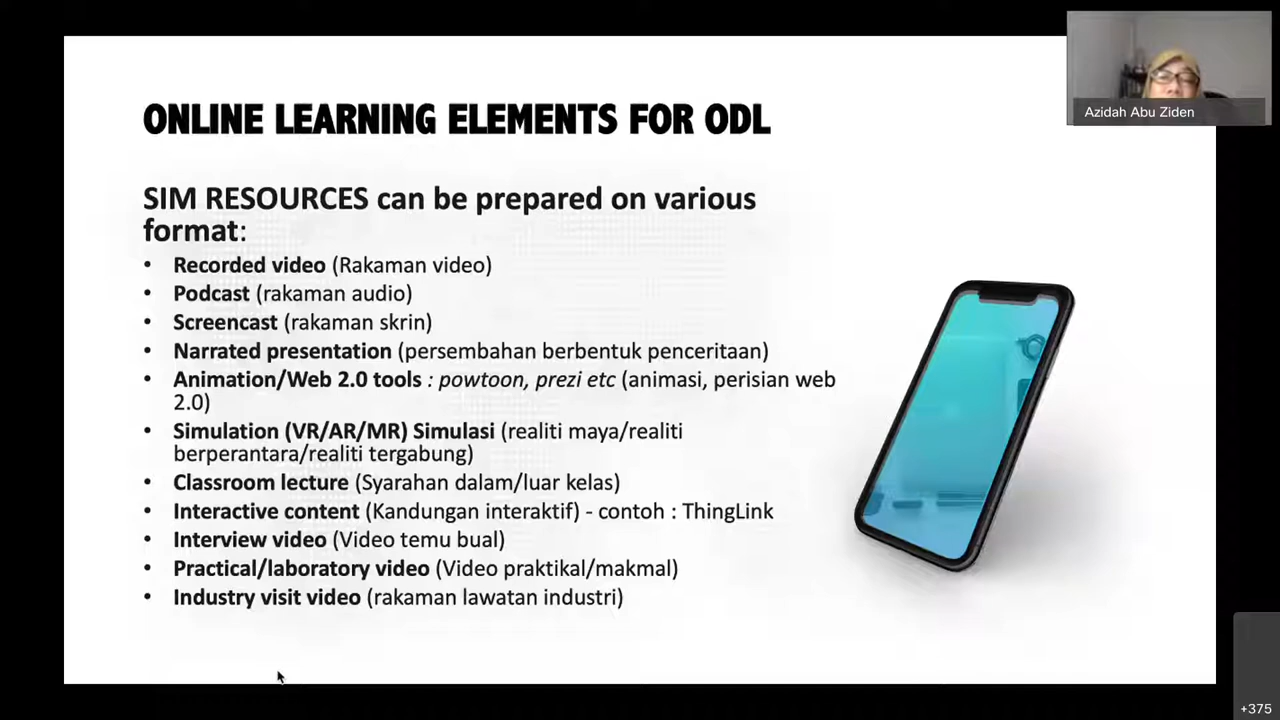 Azidah Abu Ziden
ONLINE LEARNING ELEMENTS FOR ODL
SIM RESOURCES can be prepared on various
format:
• Recorded video (Rakaman video)
• Podcast (rakaman audio)
• Screencast (rakaman skrin)
• Narrated presentation (persembahan berbentuk penceritaan)
• Animation/Web 2.0 tools : powtoon, prezi etc (animasi, perisian web
2.0)
• Simulation (VR/AR/MR) Simulasi (realiti maya/realiti
berperantara/realiti tergabung)
• Classroom lecture (Syarahan dalam/luar kelas)
• Interactive content (Kandungan interaktif) - contoh : ThingLink
• Interview video (Video temu bual)
• Practical/laboratory video (Video praktikal/makmal)
• Industry visit video (rakaman lawatan industri)
+375